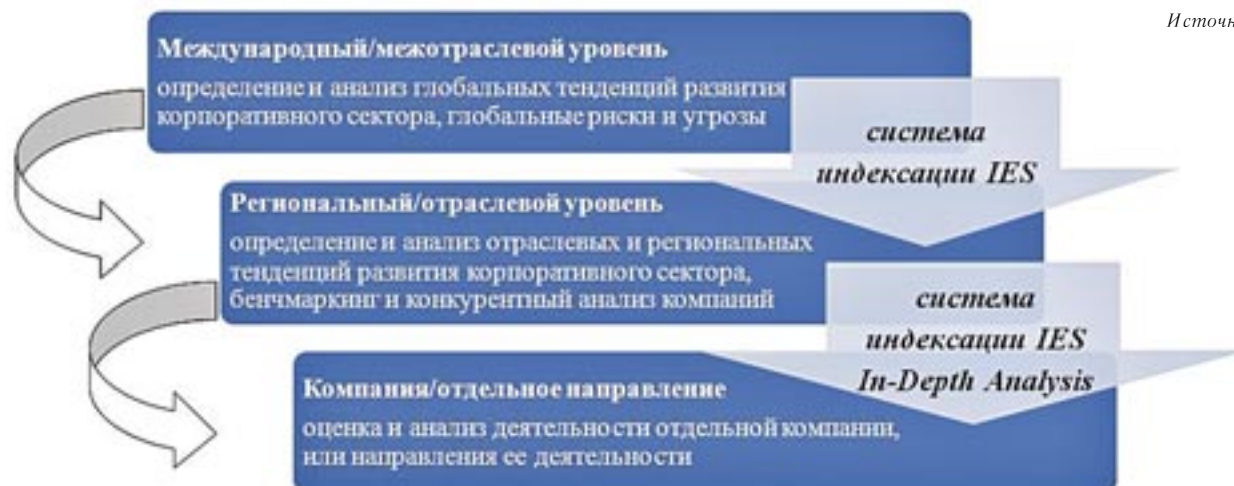 Источн
Международный/межотраслевой уровень
определение и анализ глобальных тенденций развития
корпоративного сектора, глобальные риски и угрозы
система
индексации IES
Региональный/отраслевой уровень
определение и анализ отраслевых и региональных
тенденций развития корпоративного сектора,
бенчмаркинг и конкурентный анализ компаний
система
индексации IES
In-Depth Analysis
Компания/отдельное направление
оценка и анализ деятельности отдельной компании,
или направления ее деятельности